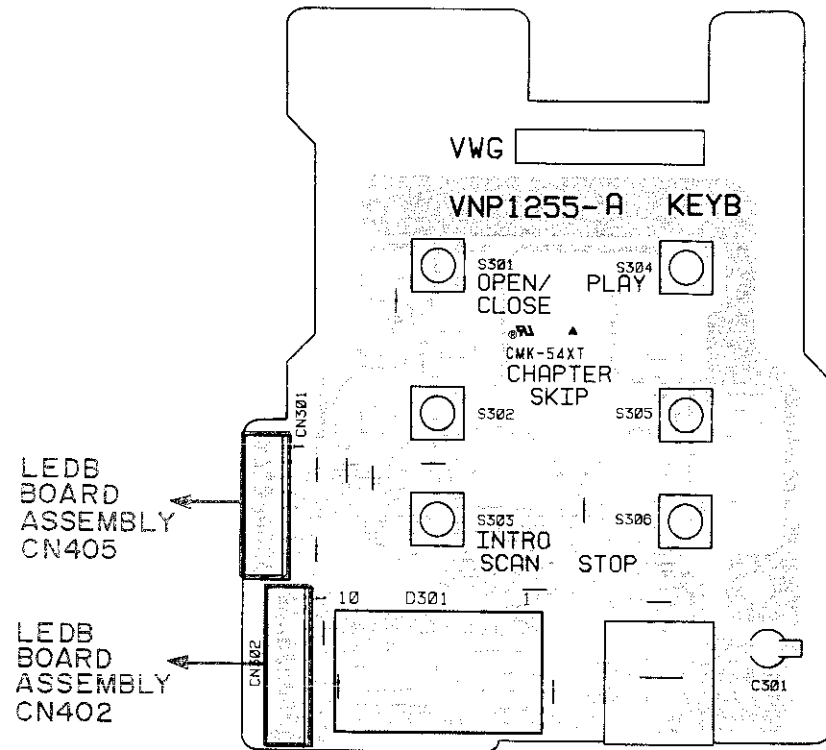 VWG
VNP1255-A KEYB
S301
OPEN/
CLOSE
S304
PLAY
®RU
CMK-54XT
CHAPTER
SKIP
S302
S305
CN301
LEDB
BOARD
ASSEMBLY
CN405
S303
INTRO
SCAN
S306
STOP
10 D301 1
CN302
LEDB
BOARD
ASSEMBLY
CN402
C301